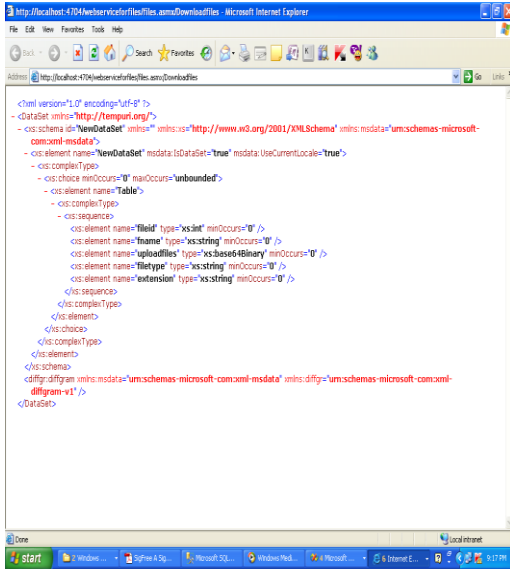 http://localhost:4704/webserviceforfiles/files.asmx/Downloadfiles - Microsoft Internet Explorer
File Edit View Favorites Tools Help
Back Search Favorites
Address http://localhost:4704/webserviceforfiles/files.asmx/Downloadfiles Go Links
<?xml version="1.0" encoding="utf-8" ?>
- <DataSet xmlns="http://tempuri.org/">
- <xs:schema id="NewDataSet" xmlns="" xmlns:xs="http://www.w3.org/2001/XMLSchema" xmlns:msdata="urn:schemas-microsoft-
com:xml-msdata">
- <xs:element name="NewDataSet" msdata:IsDataSet="true" msdata:UseCurrentLocale="true">
- <xs:complexType>
- <xs:choice minOccurs="0" maxOccurs="unbounded">
- <xs:element name="Table">
- <xs:complexType>
- <xs:sequence>
<xs:element name="fileid" type="xs:int" minOccurs="0" />
<xs:element name="fname" type="xs:string" minOccurs="0" />
<xs:element name="uploadfiles" type="xs:base64Binary" minOccurs="0" />
<xs:element name="filetype" type="xs:string" minOccurs="0" />
<xs:element name="extension" type="xs:string" minOccurs="0" />
</xs:sequence>
</xs:complexType>
</xs:element>
</xs:choice>
</xs:complexType>
</xs:element>
</xs:schema>
<diffgr:diffgram xmlns:msdata="urn:schemas-microsoft-com:xml-msdata" xmlns:diffgr="urn:schemas-microsoft-com:xml-
diffgram-v1" />
</DataSet>
Done Local intranet
start 2 Windows ... SigFree A Sig... Microsoft SQL... Windows Medi... 4 Microsoft ... 6 Internet E... 9:17 PM